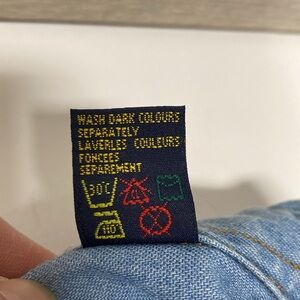 WASH DARK COLOURS
SEPARATELY
LAVERLES COULEURS
FONCEES
SEPAREMENT
30°C
110°